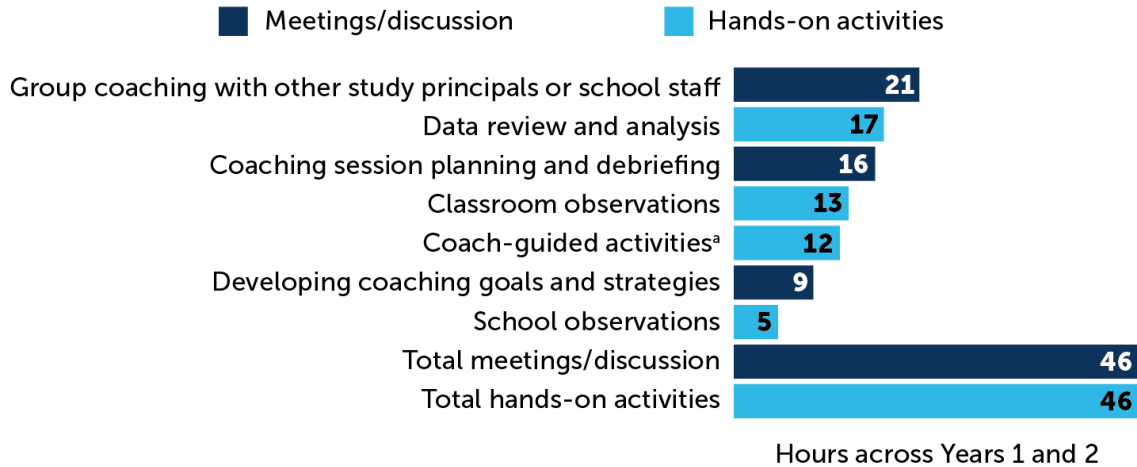 Meetings/discussion Hands-on activities
Group coaching with other study principals or school staff 21
Data review and analysis 17
Coaching session planning and debriefing 16
Classroom observations 13
Coach-guided activitiesᵃ 12
Developing coaching goals and strategies 9
School observations 5
Total meetings/discussion 46
Total hands-on activities 46
Hours across Years 1 and 2